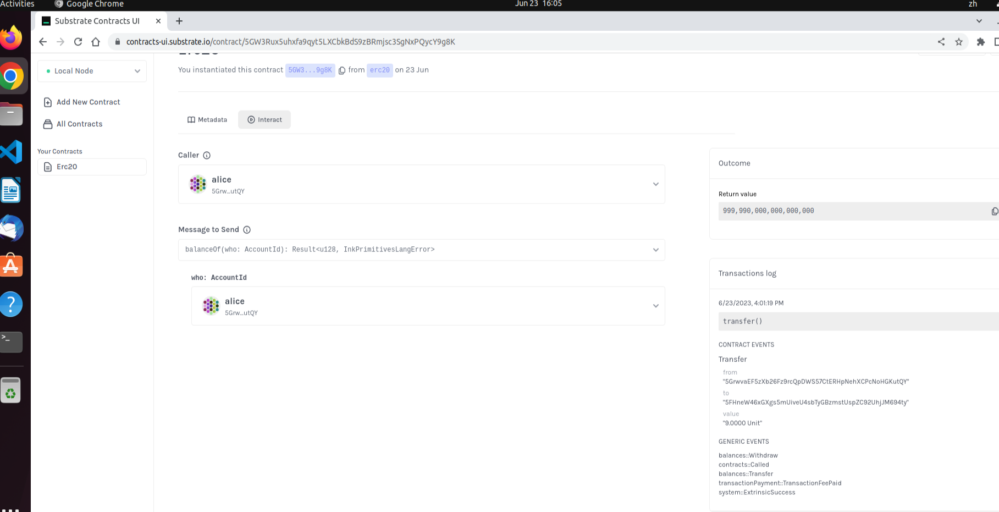 Activities
Google Chrome
Jun 23 16:05
zh
Substrate Contracts UI
contracts-ui.substrate.io/contract/5GW3Rux5uhxfa9qyt5LXCbkBdS9zBRmjsc3SgNxPQycY9g8K
Local Node
Add New Contract
All Contracts
Your Contracts
Erc20
You instantiated this contract 5GW3...9g8K from erc20 on 23 Jun
Metadata
Interact
Caller
alice
5Grw...utQY
Message to Send
balanceOf(who: AccountId): Result<u128, InkPrimitivesLangError>
who: AccountId
alice
5Grw...utQY
Outcome
Return value
999,990,000,000,000,000
Transactions log
6/23/2023, 4:01:19 PM
transfer()
CONTRACT EVENTS
Transfer
from
"5GrwvaEF5zXb26Fz9rcQpDWS57CtERHpNehXCPcNoHGKutQY"
to
"5FHneW46xGXgs5mUiveU4sbTyGBzmstUspZC92UhjJM694ty"
value
"9.0000 Unit"
GENERIC EVENTS
balances::Withdraw
contracts::Called
balances::Transfer
transactionPayment::TransactionFeePaid
system::ExtrinsicSuccess